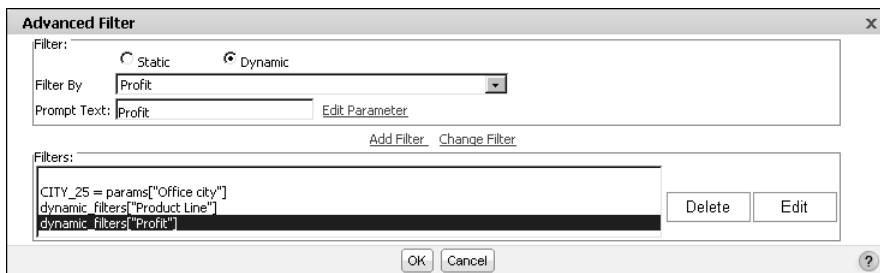 Advanced Filter x
Filter:
Static Dynamic
Filter By Profit
Prompt Text: Profit Edit Parameter
Add Filter Change Filter
Filters:
CITY_25 = params["Office city"]
dynamic_filters["Product Line"]
dynamic_filters["Profit"]
Delete Edit
OK Cancel ?